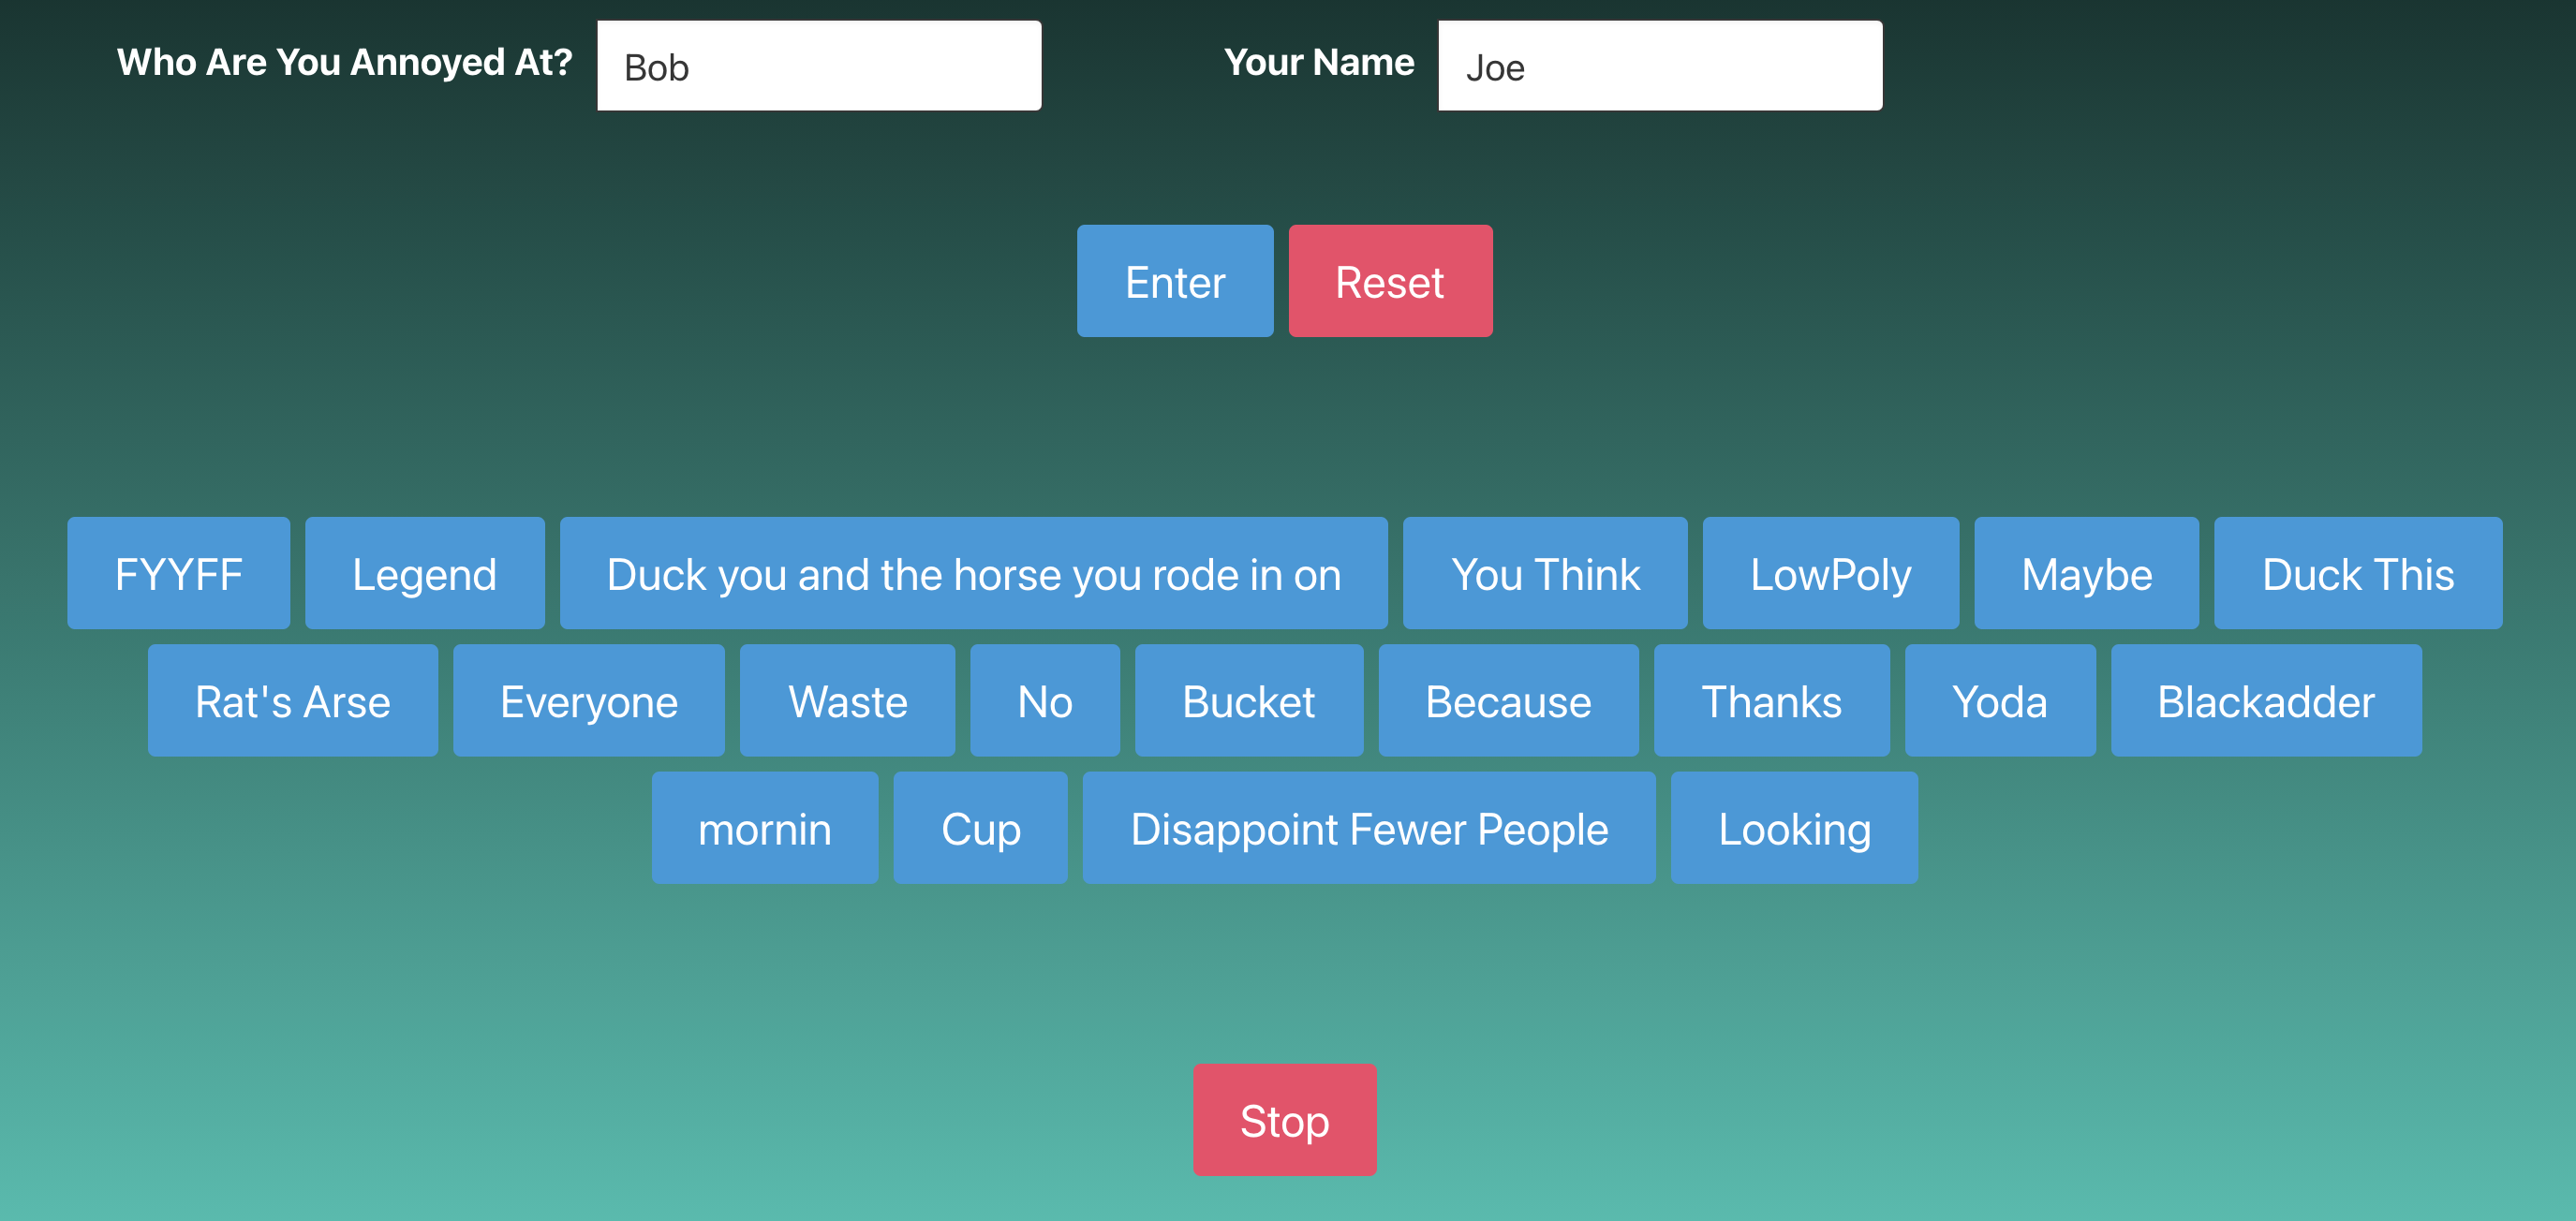 Who Are You Annoyed At? Bob Your Name Joe
Enter Reset
FYYFF Legend Duck you and the horse you rode in on You Think LowPoly Maybe Duck This
Rat's Arse Everyone Waste No Bucket Because Thanks Yoda Blackadder
mornin Cup Disappoint Fewer People Looking
Stop